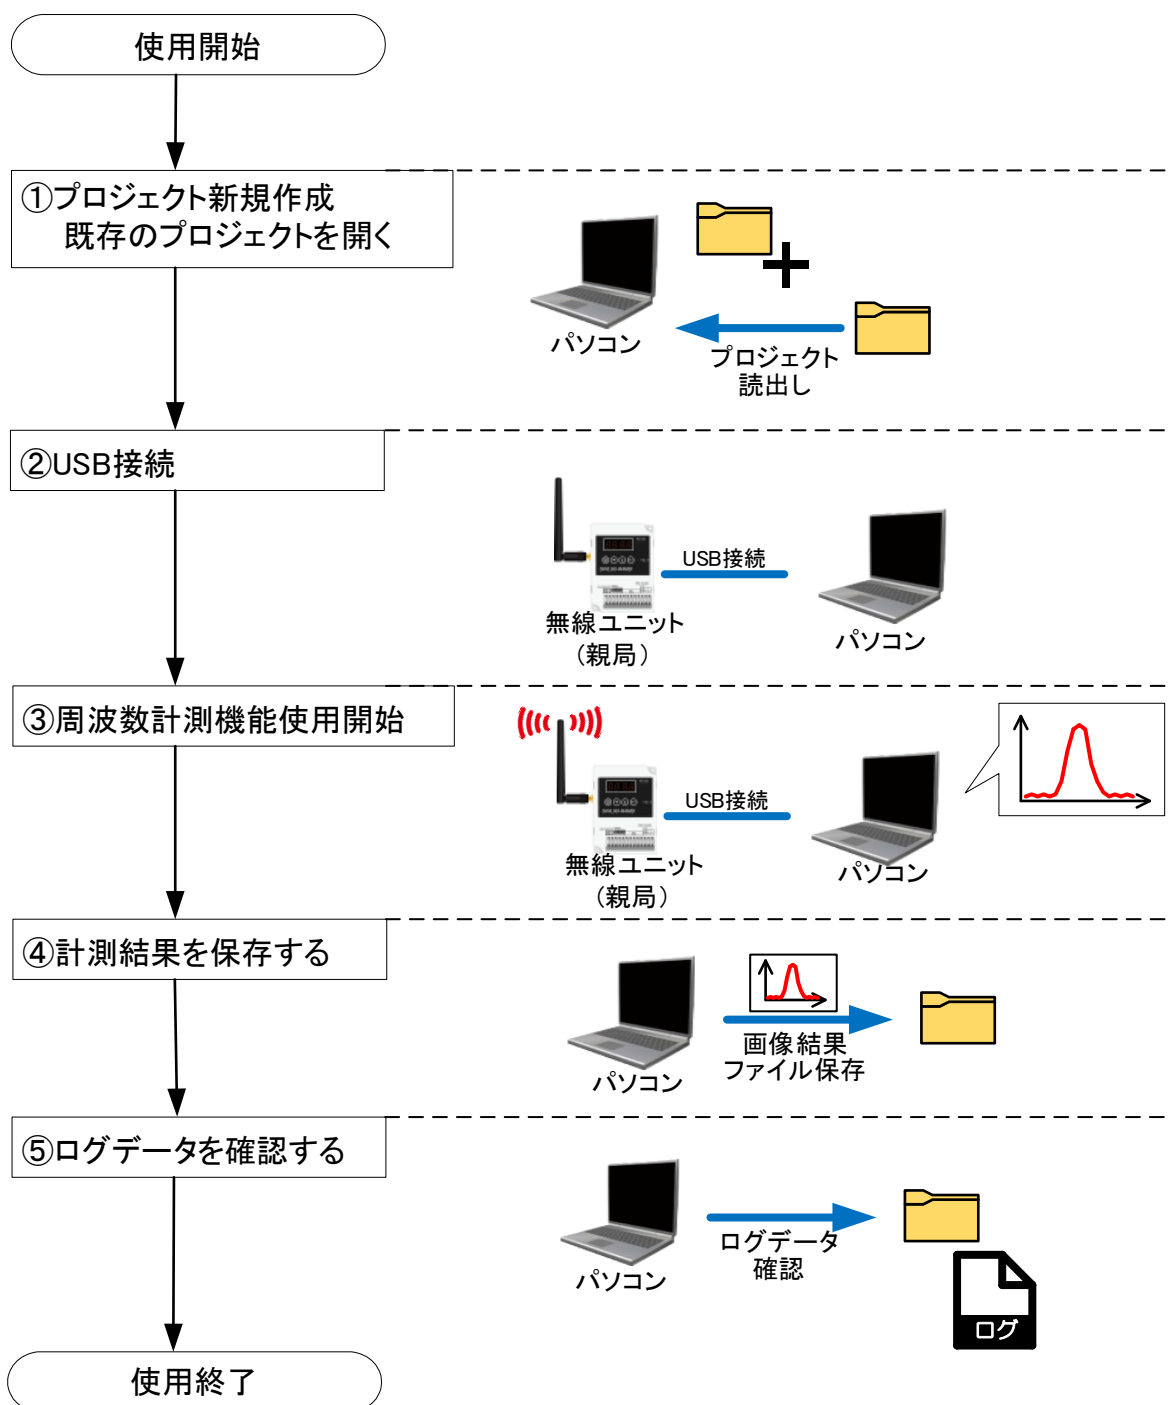 使用開始
①プロジェクト新規作成
既存のプロジェクトを開く
パソコン
プロジェクト
読出し
②USB接続
USB接続
無線ユニット
(親局)
パソコン
③周波数計測機能使用開始
USB接続
無線ユニット
(親局)
パソコン
④計測結果を保存する
画像結果
ファイル保存
パソコン
⑤ログデータを確認する
ログデータ
確認
パソコン
ログ
使用終了